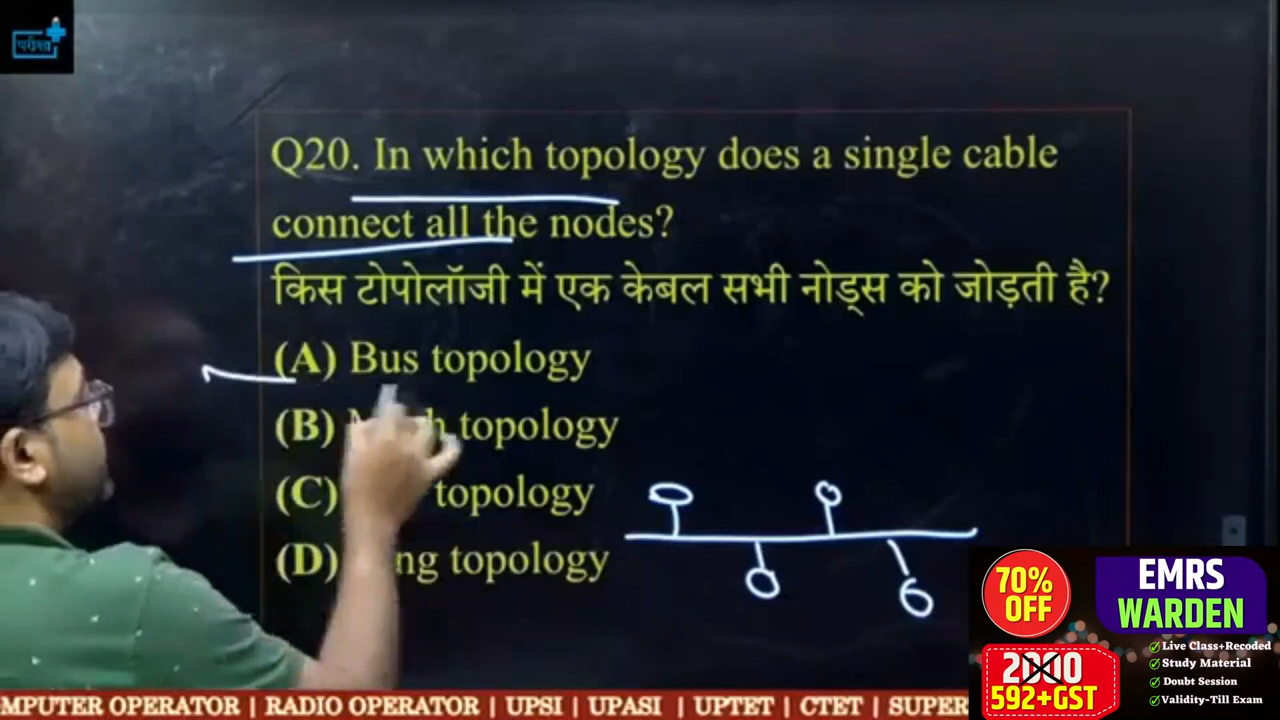 परीक्षा
Q20. In which topology does a single cable
connect all the nodes?
किस टोपोलॉजी में एक केबल सभी नोड्स को जोड़ती है?
(A) Bus topology
(B) topology
(C) topology
(D) topology
70%
OFF
EMRS
WARDEN
2000
592+GST
Live Class+Recoded
Study Material
Doubt Session
Validity-Till Exam
MPUTER OPERATOR | RADIO OPERATOR | UPSI | UPASI | UPTET | CTET | SUPER